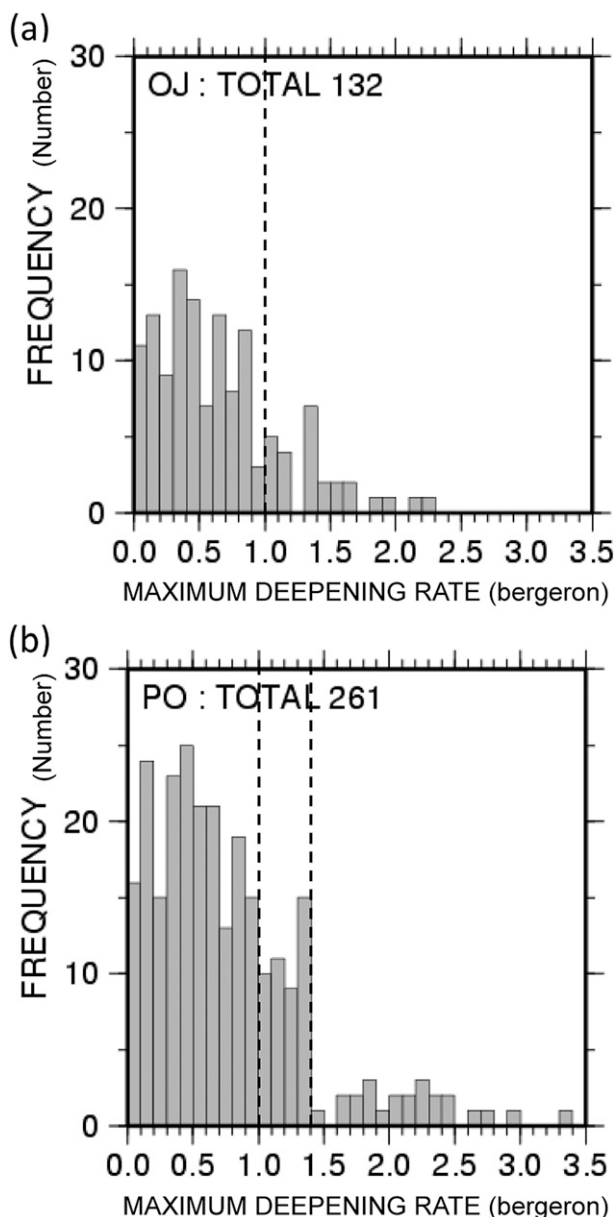 (a)
30
20
10
0
FREQUENCY (Number)
OJ : TOTAL 132
0.0 0.5 1.0 1.5 2.0 2.5 3.0 3.5
MAXIMUM DEEPENING RATE (bergeron)
(b)
30
20
10
0
FREQUENCY (Number)
PO : TOTAL 261
0.0 0.5 1.0 1.5 2.0 2.5 3.0 3.5
MAXIMUM DEEPENING RATE (bergeron)